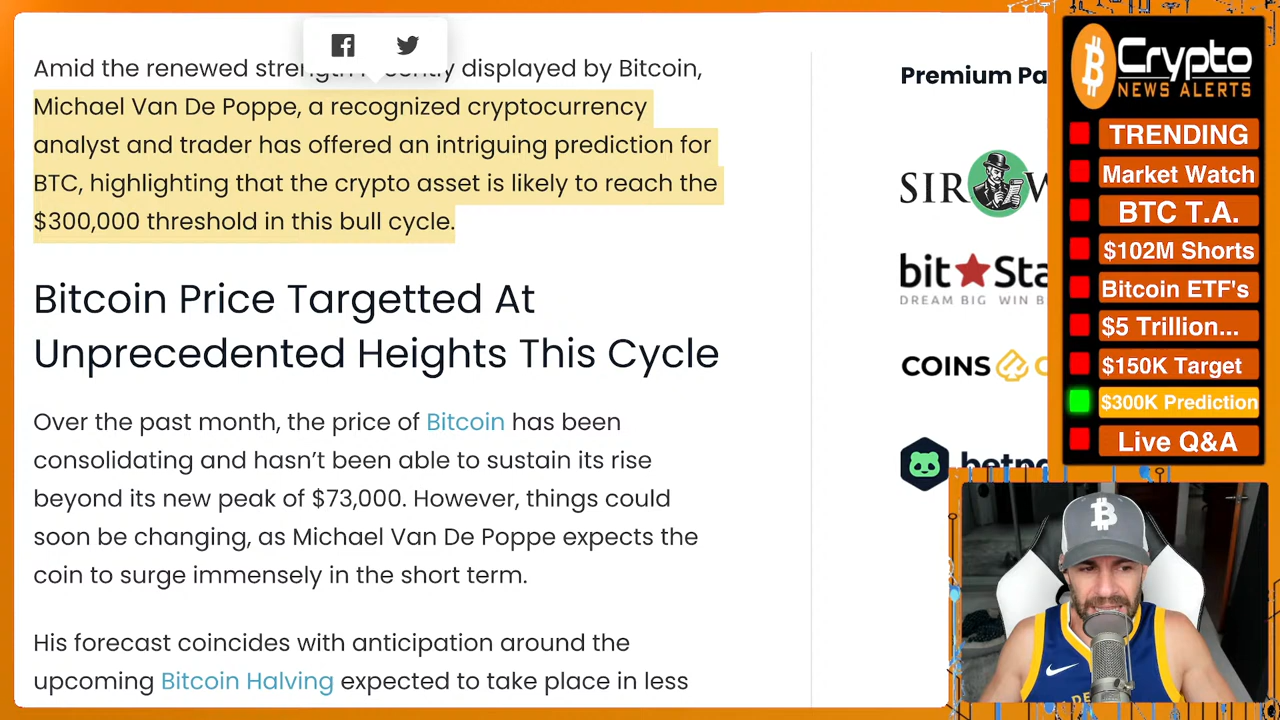 Amid the renewed strength recently displayed by Bitcoin,
Michael Van De Poppe, a recognized cryptocurrency
analyst and trader has offered an intriguing prediction for
BTC, highlighting that the crypto asset is likely to reach the
$300,000 threshold in this bull cycle.
Bitcoin Price Targetted At
Unprecedented Heights This Cycle
Over the past month, the price of Bitcoin has been
consolidating and hasn't been able to sustain its rise
beyond its new peak of $73,000. However, things could
soon be changing, as Michael Van De Poppe expects the
coin to surge immensely in the short term.
His forecast coincides with anticipation around the
upcoming Bitcoin Halving expected to take place in less
Premium Pa
SIR W
bit Sta
DREAM BIG WIN B
COINS
betpa
Crypto
NEWS ALERTS
TRENDING
Market Watch
BTC T.A.
$102M Shorts
Bitcoin ETF's
$5 Trillion...
$150K Target
$300K Prediction
Live Q&A